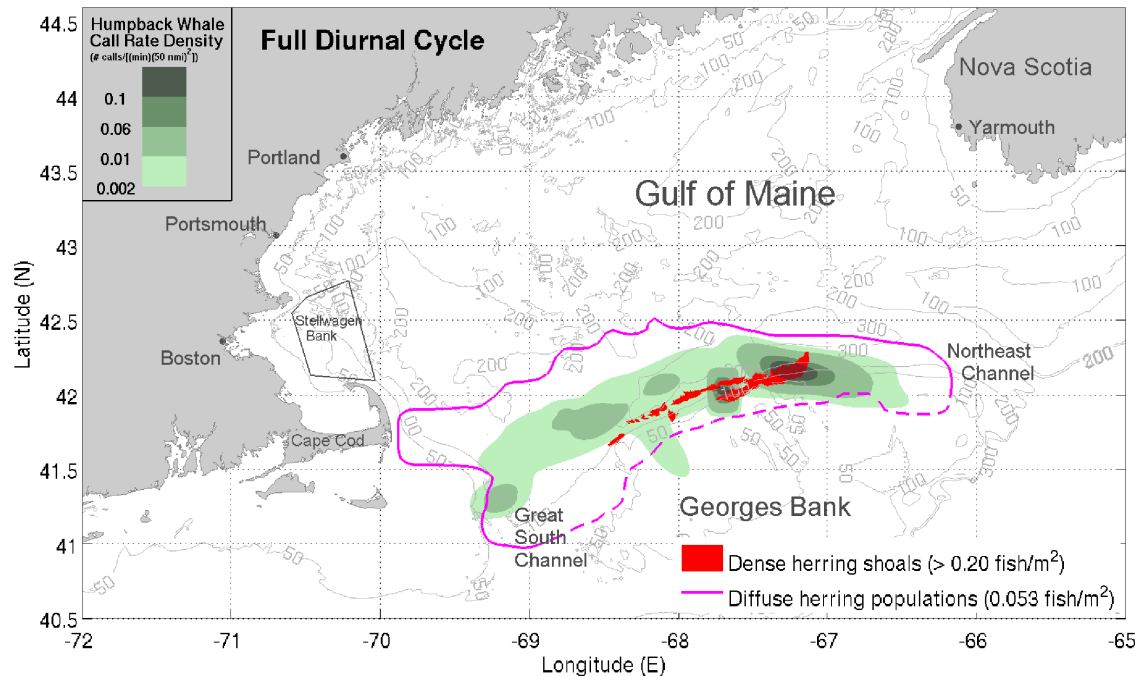 Humpback Whale
Call Rate Density
(# calls/[(min)(50 nmi)²])
0.1
0.06
0.01
0.002
Full Diurnal Cycle
Nova Scotia
Yarmouth
Portland
Gulf of Maine
Portsmouth
Stellwagen
Bank
Boston
Northeast
Channel
Cape Cod
Great
South
Channel
Georges Bank
Dense herring shoals (> 0.20 fish/m²)
Diffuse herring populations (0.053 fish/m²)
Latitude (N)
44.5
44
43.5
43
42.5
42
41.5
41
40.5
-72
-71
-70
-69
-68
-67
-66
-65
Longitude (E)